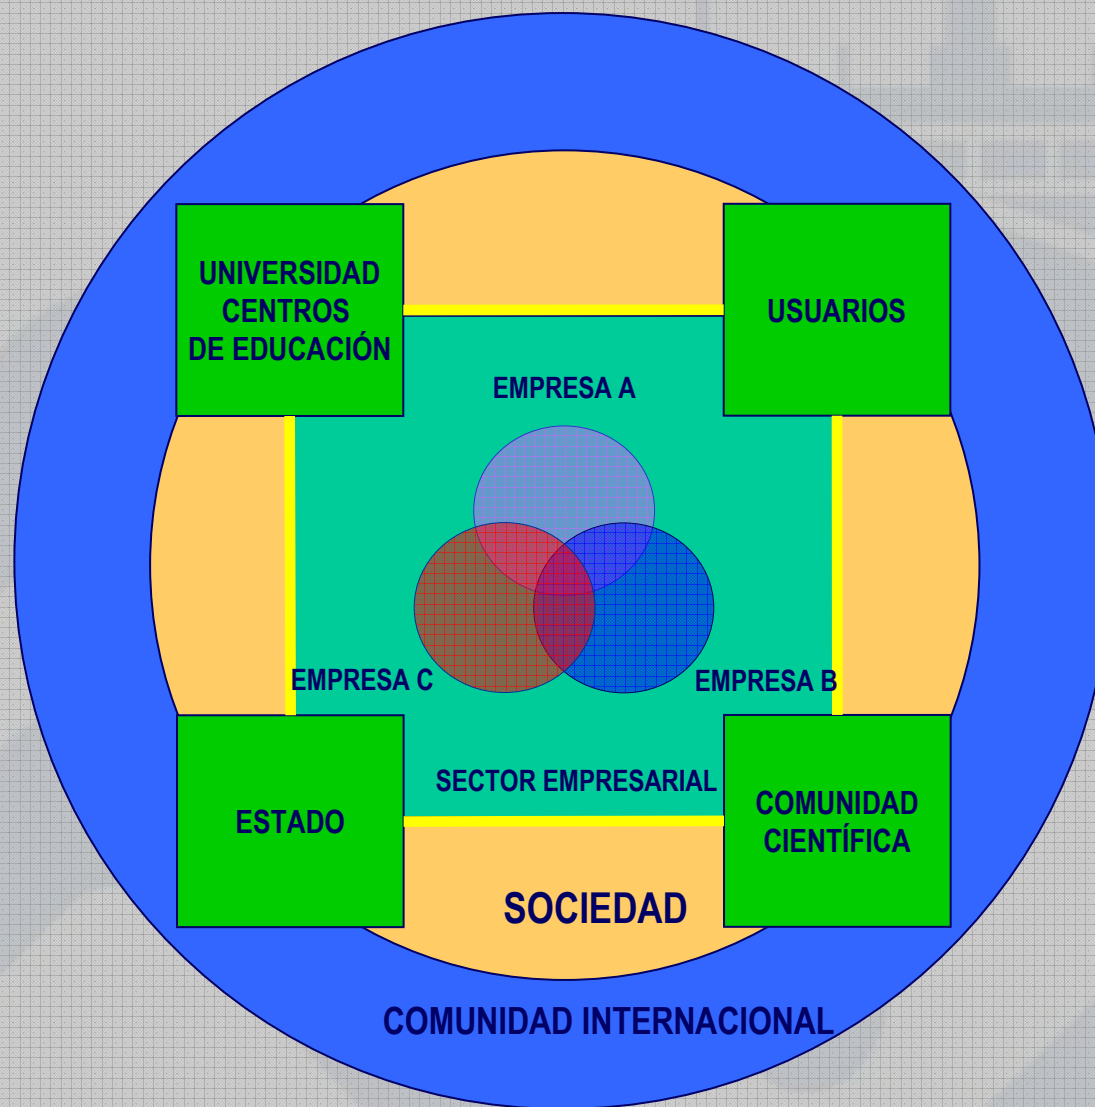 UNIVERSIDAD
CENTROS
DE EDUCACIÓN
USUARIOS
EMPRESA A
EMPRESA C
EMPRESA B
SECTOR EMPRESARIAL
ESTADO
COMUNIDAD
CIENTÍFICA
SOCIEDAD
COMUNIDAD INTERNACIONAL